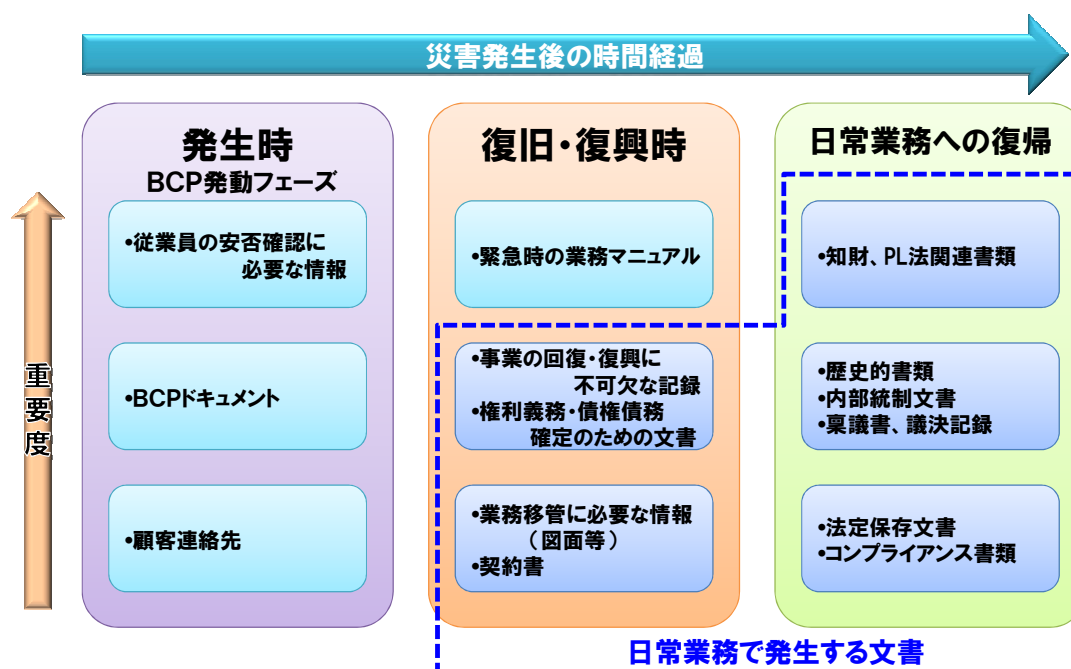 災害発生後の時間経過
発生時
BCP発動フェーズ
•従業員の安否確認に
必要な情報
•BCPドキュメント
•顧客連絡先
復旧・復興時
•緊急時の業務マニュアル
•事業の回復・復興に
不可欠な記録
•権利義務・債権債務
確定のための文書
•業務移管に必要な情報
（図面等）
•契約書
日常業務への復帰
•知財、PL法関連書類
•歴史的書類
•内部統制文書
•稟議書、議決記録
•法定保存文書
•コンプライアンス書類
重要度
日常業務で発生する文書